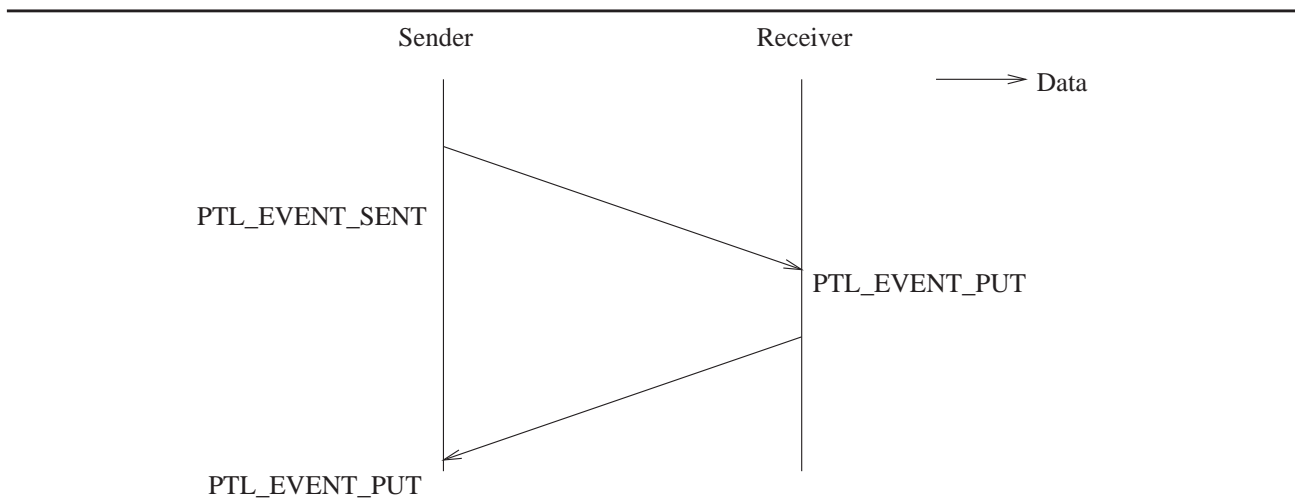 Sender
Receiver
Data
PTL_EVENT_SENT
PTL_EVENT_PUT
PTL_EVENT_PUT